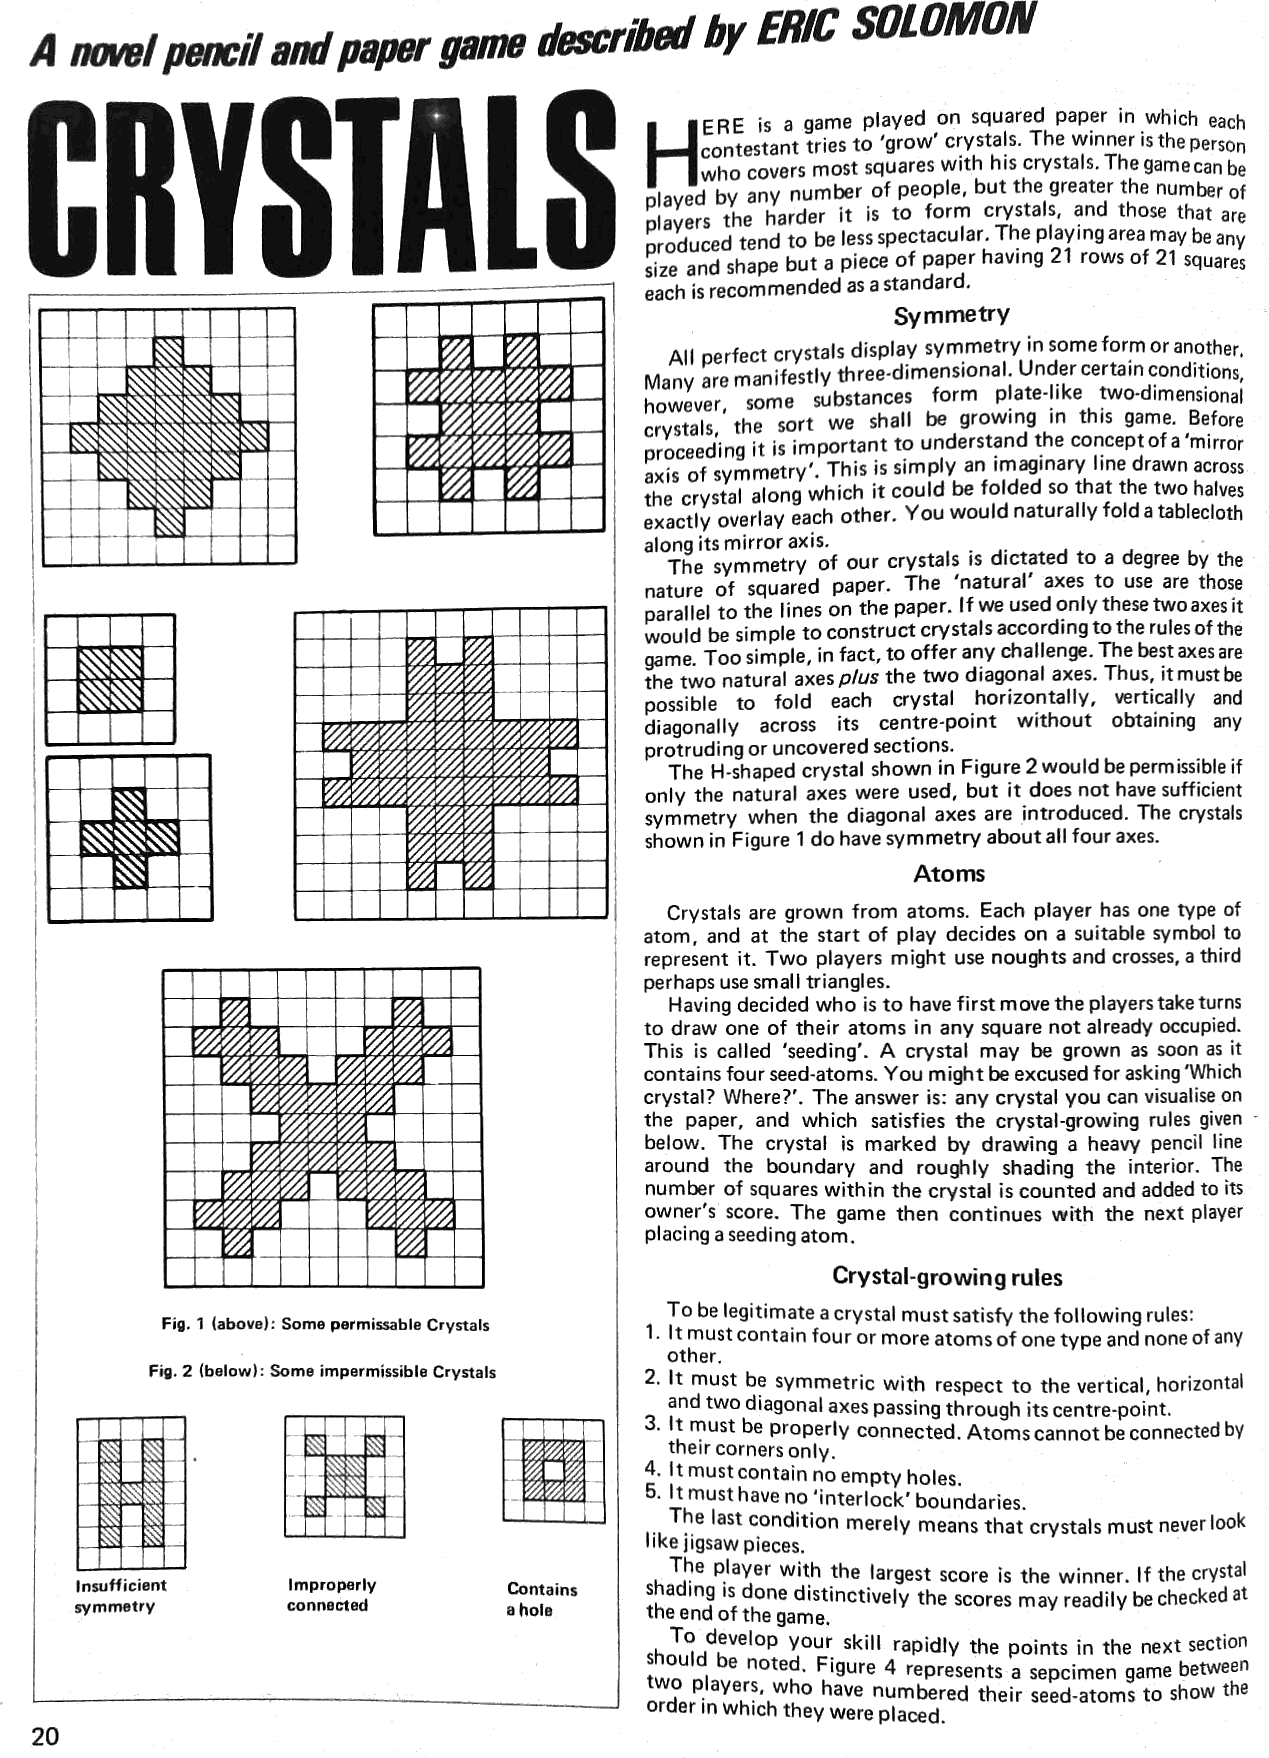 A novel pencil and paper game described by ERIC SOLOMON
CRYSTALS
HERE is a game played on squared paper in which each
contestant tries to 'grow' crystals. The winner is the person
who covers most squares with his crystals. The game can be
played by any number of people, but the greater the number of
players the harder it is to form crystals, and those that are
produced tend to be less spectacular. The playing area may be any
size and shape but a piece of paper having 21 rows of 21 squares
each is recommended as a standard.
Symmetry
All perfect crystals display symmetry in some form or another.
Many are manifestly three-dimensional. Under certain conditions,
however, some substances form plate-like two-dimensional
crystals, the sort we shall be growing in this game. Before
proceeding it is important to understand the concept of a 'mirror
axis of symmetry'. This is simply an imaginary line drawn across
the crystal along which it could be folded so that the two halves
exactly overlay each other. You would naturally fold a tablecloth
along its mirror axis.
The symmetry of our crystals is dictated to a degree by the
nature of squared paper. The 'natural' axes to use are those
parallel to the lines on the paper. If we used only these two axes it
would be simple to construct crystals according to the rules of the
game. Too simple, in fact, to offer any challenge. The best axes are
the two natural axes plus the two diagonal axes. Thus, it must be
possible to fold each crystal horizontally, vertically and
diagonally across its centre-point without obtaining any
protruding or uncovered sections.
The H-shaped crystal shown in Figure 2 would be permissible if
only the natural axes were used, but it does not have sufficient
symmetry when the diagonal axes are introduced. The crystals
shown in Figure 1 do have symmetry about all four axes.
Atoms
Crystals are grown from atoms. Each player has one type of
atom, and at the start of play decides on a suitable symbol to
represent it. Two players might use noughts and crosses, a third
perhaps use small triangles.
Having decided who is to have first move the players take turns
to draw one of their atoms in any square not already occupied.
This is called 'seeding'. A crystal may be grown as soon as it
contains four seed-atoms. You might be excused for asking 'Which
crystal? Where?'. The answer is: any crystal you can visualise on
the paper, and which satisfies the crystal-growing rules given
below. The crystal is marked by drawing a heavy pencil line
around the boundary and roughly shading the interior. The
number of squares within the crystal is counted and added to its
owner's score. The game then continues with the next player
placing a seeding atom.
Crystal-growing rules
To be legitimate a crystal must satisfy the following rules:
1. It must contain four or more atoms of one type and none of any
other.
2. It must be symmetric with respect to the vertical, horizontal
and two diagonal axes passing through its centre-point.
3. It must be properly connected. Atoms cannot be connected by
their corners only.
4. It must contain no empty holes.
5. It must have no 'interlock' boundaries.
The last condition merely means that crystals must never look
like jigsaw pieces.
The player with the largest score is the winner. If the crystal
shading is done distinctively the scores may readily be checked at
the end of the game.
To develop your skill rapidly the points in the next section
should be noted. Figure 4 represents a sepcimen game between
two players, who have numbered their seed-atoms to show the
order in which they were placed.
Fig. 1 (above): Some permissable Crystals
Fig. 2 (below): Some impermissible Crystals
Insufficient
symmetry
Improperly
connected
Contains
a hole
20